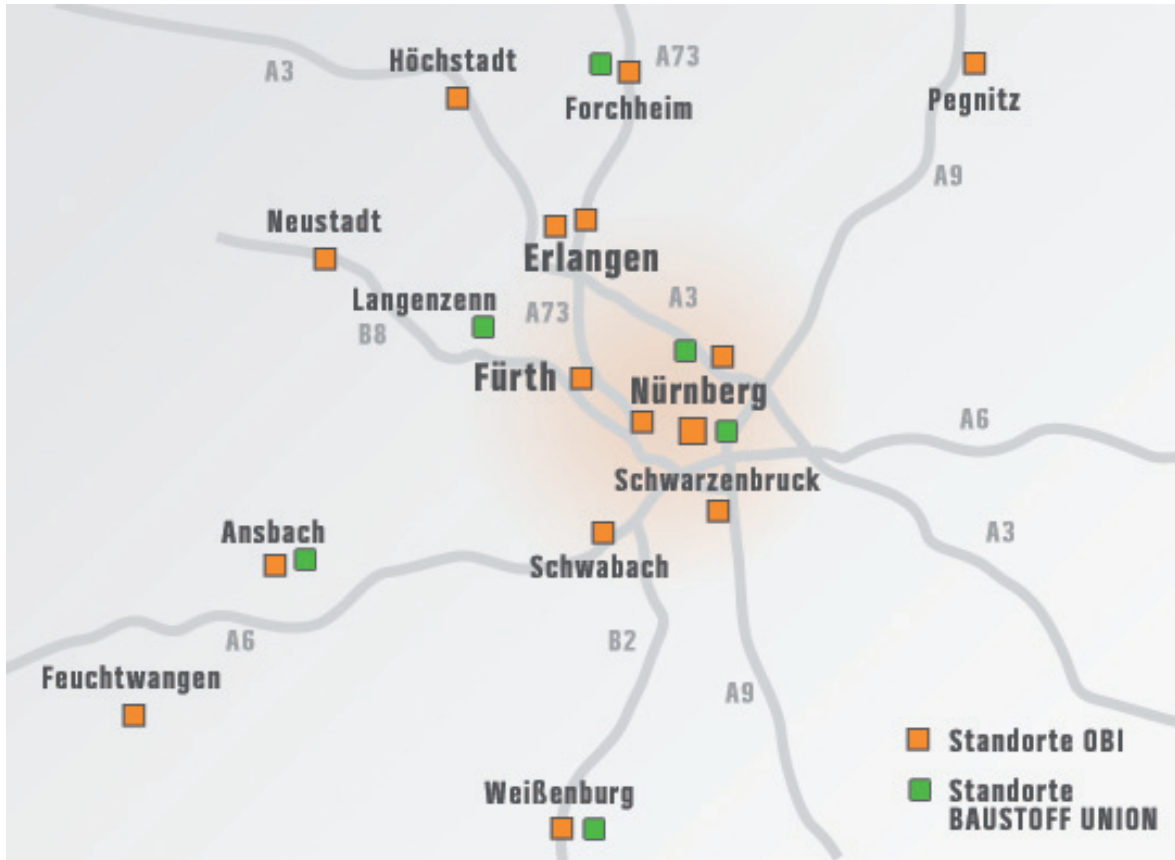 A3
Höchstadt
A73
Forchheim
Pegnitz
A9
Neustadt
Erlangen
Langenzenn
A73
A3
B8
Fürth
Nürnberg
A6
Schwarzenbruck
Ansbach
A3
Schwabach
A6
B2
Feuchtwangen
A9
Standorte OBI
Weißenburg
Standorte
BAUSTOFF UNION